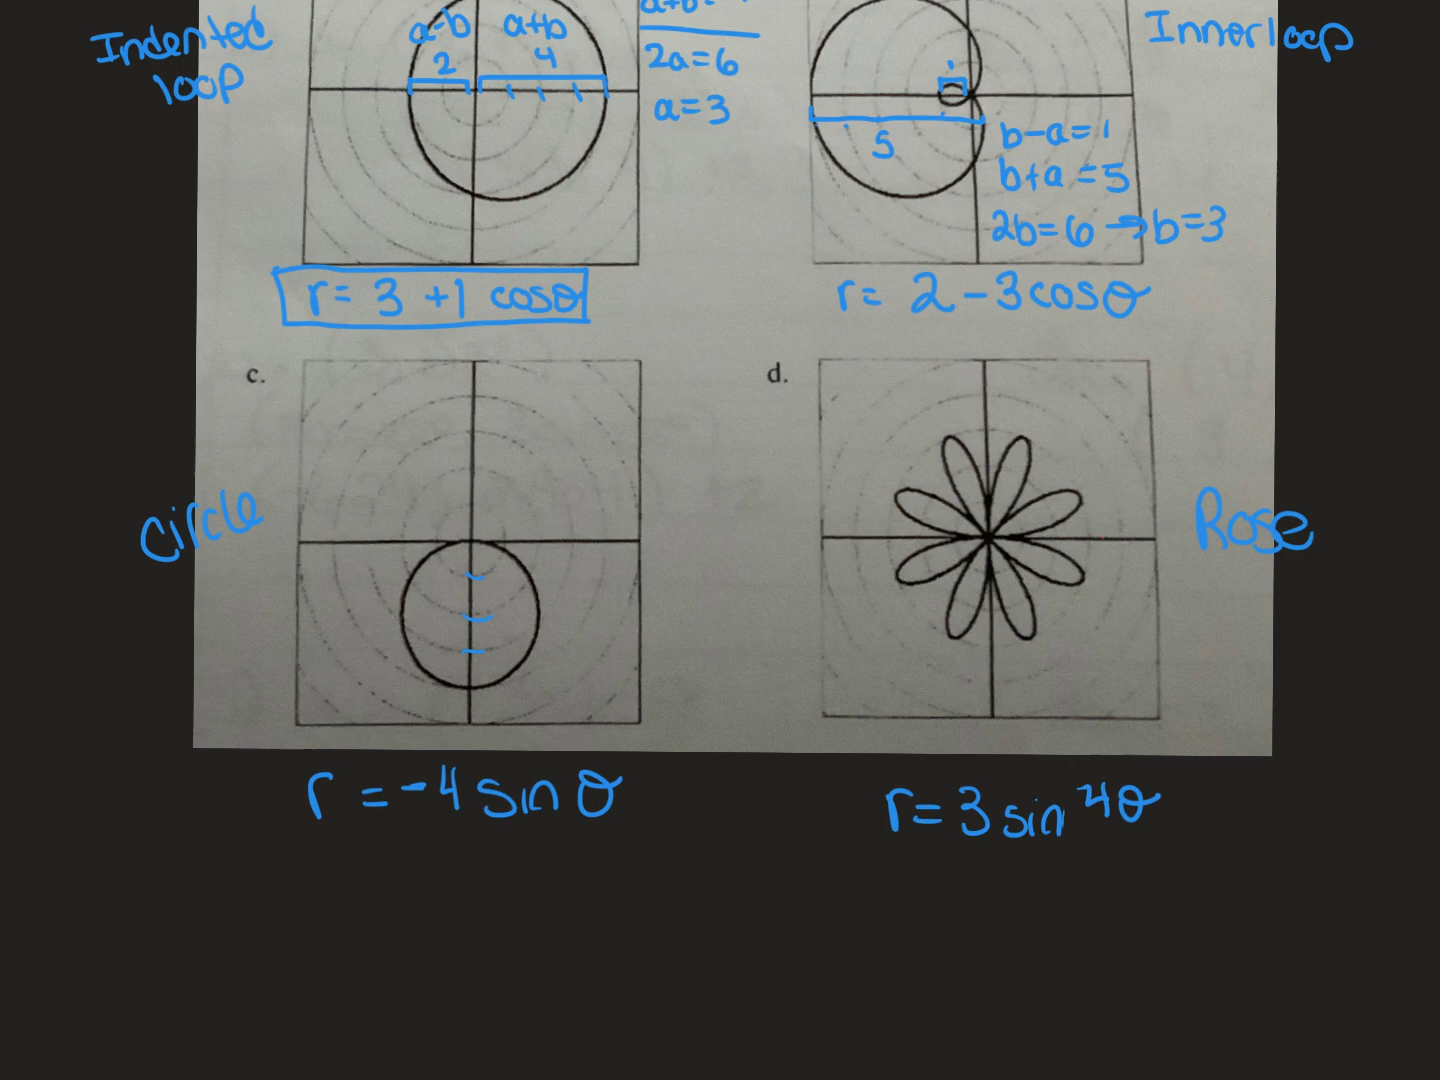 Indented
loop
a-b
a+b
2
4
2a=6
a=3
r= 3 +1 cosθ
Innerloop
1
5
b-a=1
b+a=5
2b=6 → b=3
r= 2-3cosθ
c.
circle
r=-4 sin θ
d.
Rose
r=3 sin 4θ